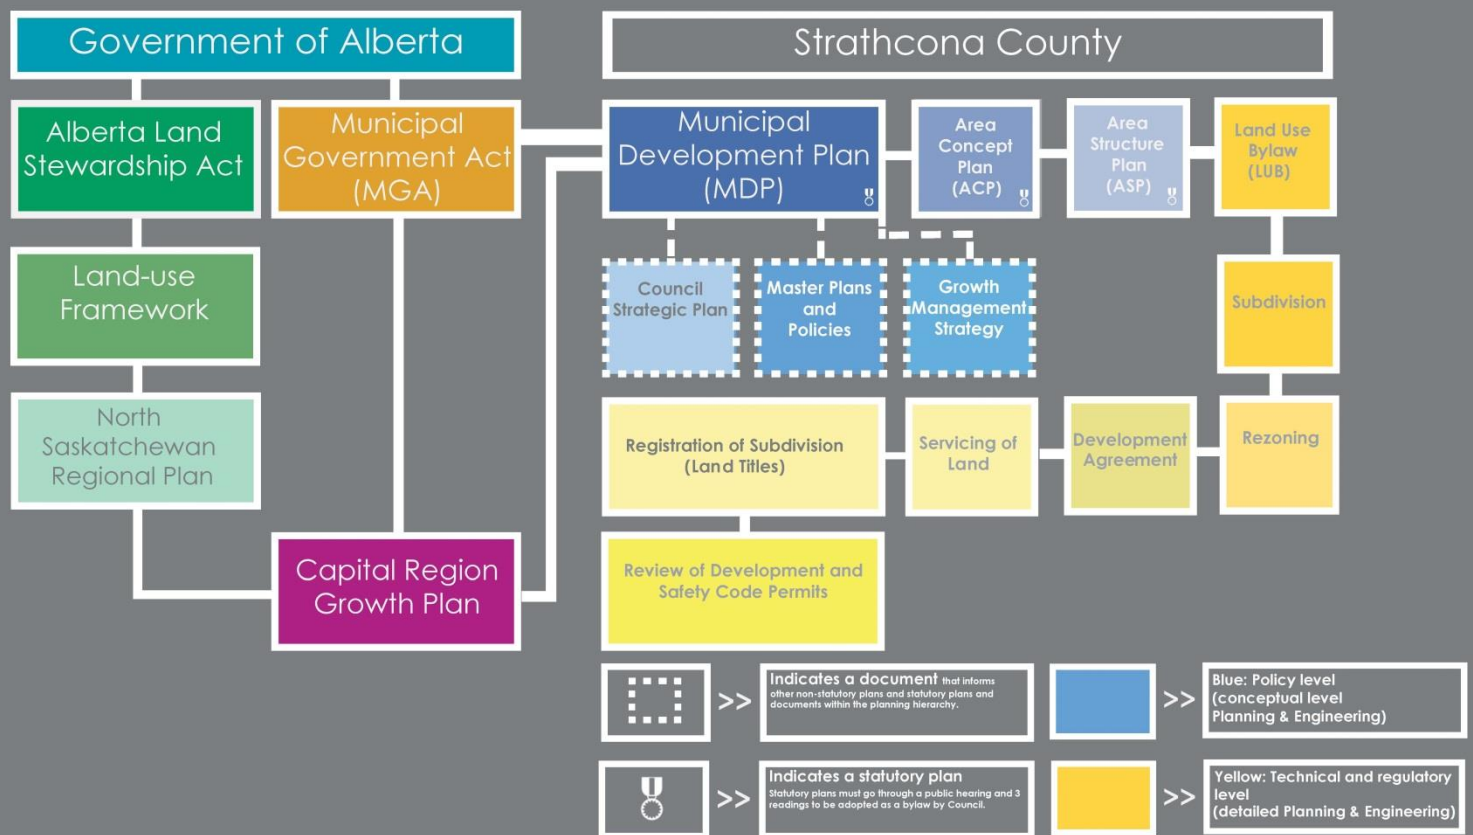 Government of Alberta
Strathcona County
Alberta Land
Stewardship Act
Municipal
Government Act
(MGA)
Municipal
Development Plan
(MDP)
Area
Concept
Plan
(ACP)
Area
Structure
Plan
(ASP)
Land Use
Bylaw
(LUB)
Land-use
Framework
Council
Strategic Plan
Master Plans
and
Policies
Growth
Management
Strategy
Subdivision
North
Saskatchewan
Regional Plan
Registration of Subdivision
(Land Titles)
Servicing of
Land
Development
Agreement
Rezoning
Capital Region
Growth Plan
Review of Development and
Safety Code Permits
>>
Indicates a document that informs
other non-statutory plans and statutory plans and
documents within the planning hierarchy.
>>
Blue: Policy level
(conceptual level
Planning & Engineering)
>>
Indicates a statutory plan
Statutory plans must go through a public hearing and 3
readings to be adopted as a bylaw by Council.
>>
Yellow: Technical and regulatory
level
(detailed Planning & Engineering)